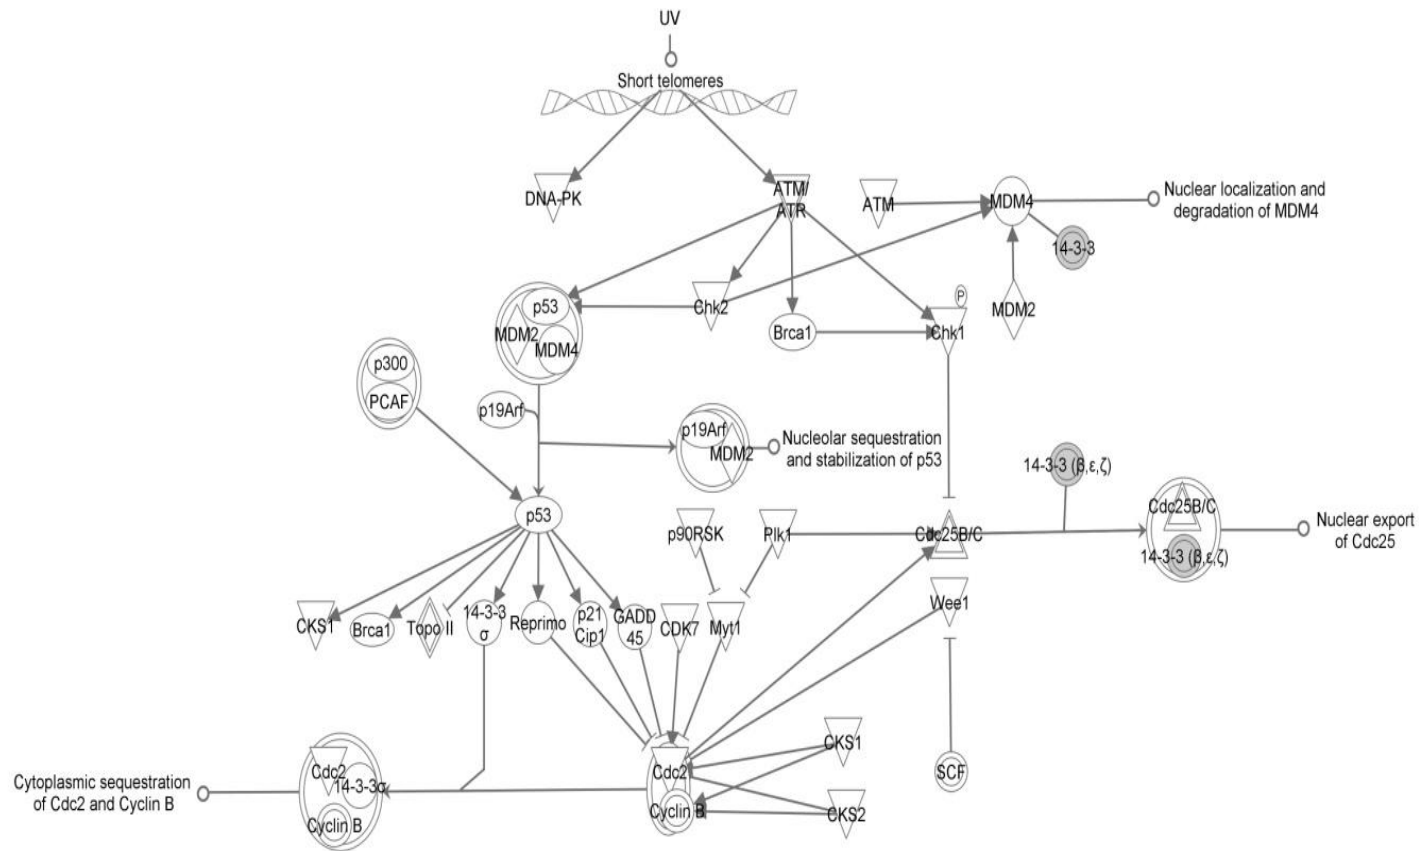 UV
Short telomeres
DNA-PK
ATM/
ATR
ATM
MDM4
Nuclear localization and
degradation of MDM4
14-3-3
p53
MDM2
MDM4
Chk2
Brca1
P
Chk1
MDM2
p300
PCAF
p19Arf
p19Arf
MDM2
Nucleolar sequestration
and stabilization of p53
14-3-3 (β,ε,ζ)
p53
p90RSK
Plk1
Cdc25B/C
Cdc25B/C
14-3-3 (β,ε,ζ)
Nuclear export
of Cdc25
CKS1
Brca1
Topo II
14-3-3
σ
Reprimo
p21
Cip1
GADD
45
CDK7
Myt1
Wee1
Cytoplasmic sequestration
of Cdc2 and Cyclin B
Cdc2
14-3-3σ
Cyclin B
Cdc2
Cyclin B
CKS1
CKS2
SCF